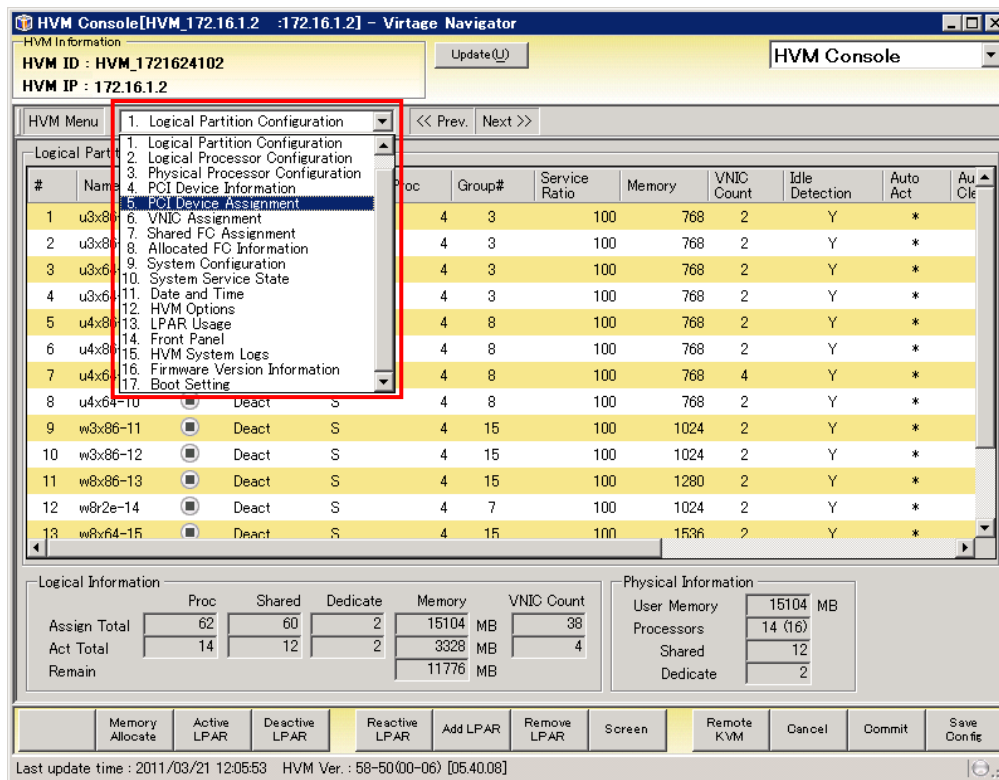 HVM Console[HVM_172.16.1.2 :172.16.1.2] - Virtage Navigator
HVM Information
HVM ID : HVM_1721624102
HVM IP : 172.16.1.2
Update(U)
HVM Console
HVM Menu 1. Logical Partition Configuration << Prev. Next >>
1. Logical Partition Configuration
2. Logical Processor Configuration
3. Physical Processor Configuration
4. PCI Device Information
5. PCI Device Assignment
6. VNIC Assignment
7. Shared FC Assignment
8. Allocated FC Information
9. System Configuration
10. System Service State
11. Date and Time
12. HVM Options
13. LPAR Usage
14. Front Panel
15. HVM System Logs
16. Firmware Version Information
17. Boot Setting
Logical Part
# Name Proc Group# Service Ratio Memory VNIC Count Idle Detection Auto Act Au Cle
1 u3x8 4 3 100 768 2 Y *
2 u3x8 4 3 100 768 2 Y *
3 u3x6 4 3 100 768 2 Y *
4 u3x6 4 3 100 768 2 Y *
5 u4x8 4 8 100 768 2 Y *
6 u4x8 4 8 100 768 2 Y *
7 u4x6 4 8 100 768 4 Y *
8 u4x64-10 Deact S 4 8 100 768 2 Y *
9 w3x86-11 Deact S 4 15 100 1024 2 Y *
10 w3x86-12 Deact S 4 15 100 1024 2 Y *
11 w8x86-13 Deact S 4 15 100 1280 2 Y *
12 w8r2e-14 Deact S 4 7 100 1024 2 Y *
13 w8x64-15 Deact S 4 15 100 1536 2 Y *
Logical Information
Proc Shared Dedicate Memory VNIC Count
Assign Total 62 60 2 15104 MB 38
Act Total 14 12 2 3328 MB 4
Remain 11776 MB
Physical Information
User Memory 15104 MB
Processors 14 (16)
Shared 12
Dedicate 2
Memory Allocate Active LPAR Deactive LPAR Reactive LPAR Add LPAR Remove LPAR Screen Remote KVM Cancel Commit Save Config
Last update time : 2011/03/21 12:05:53 HVM Ver. : 58-50(00-06) [05.40.08]